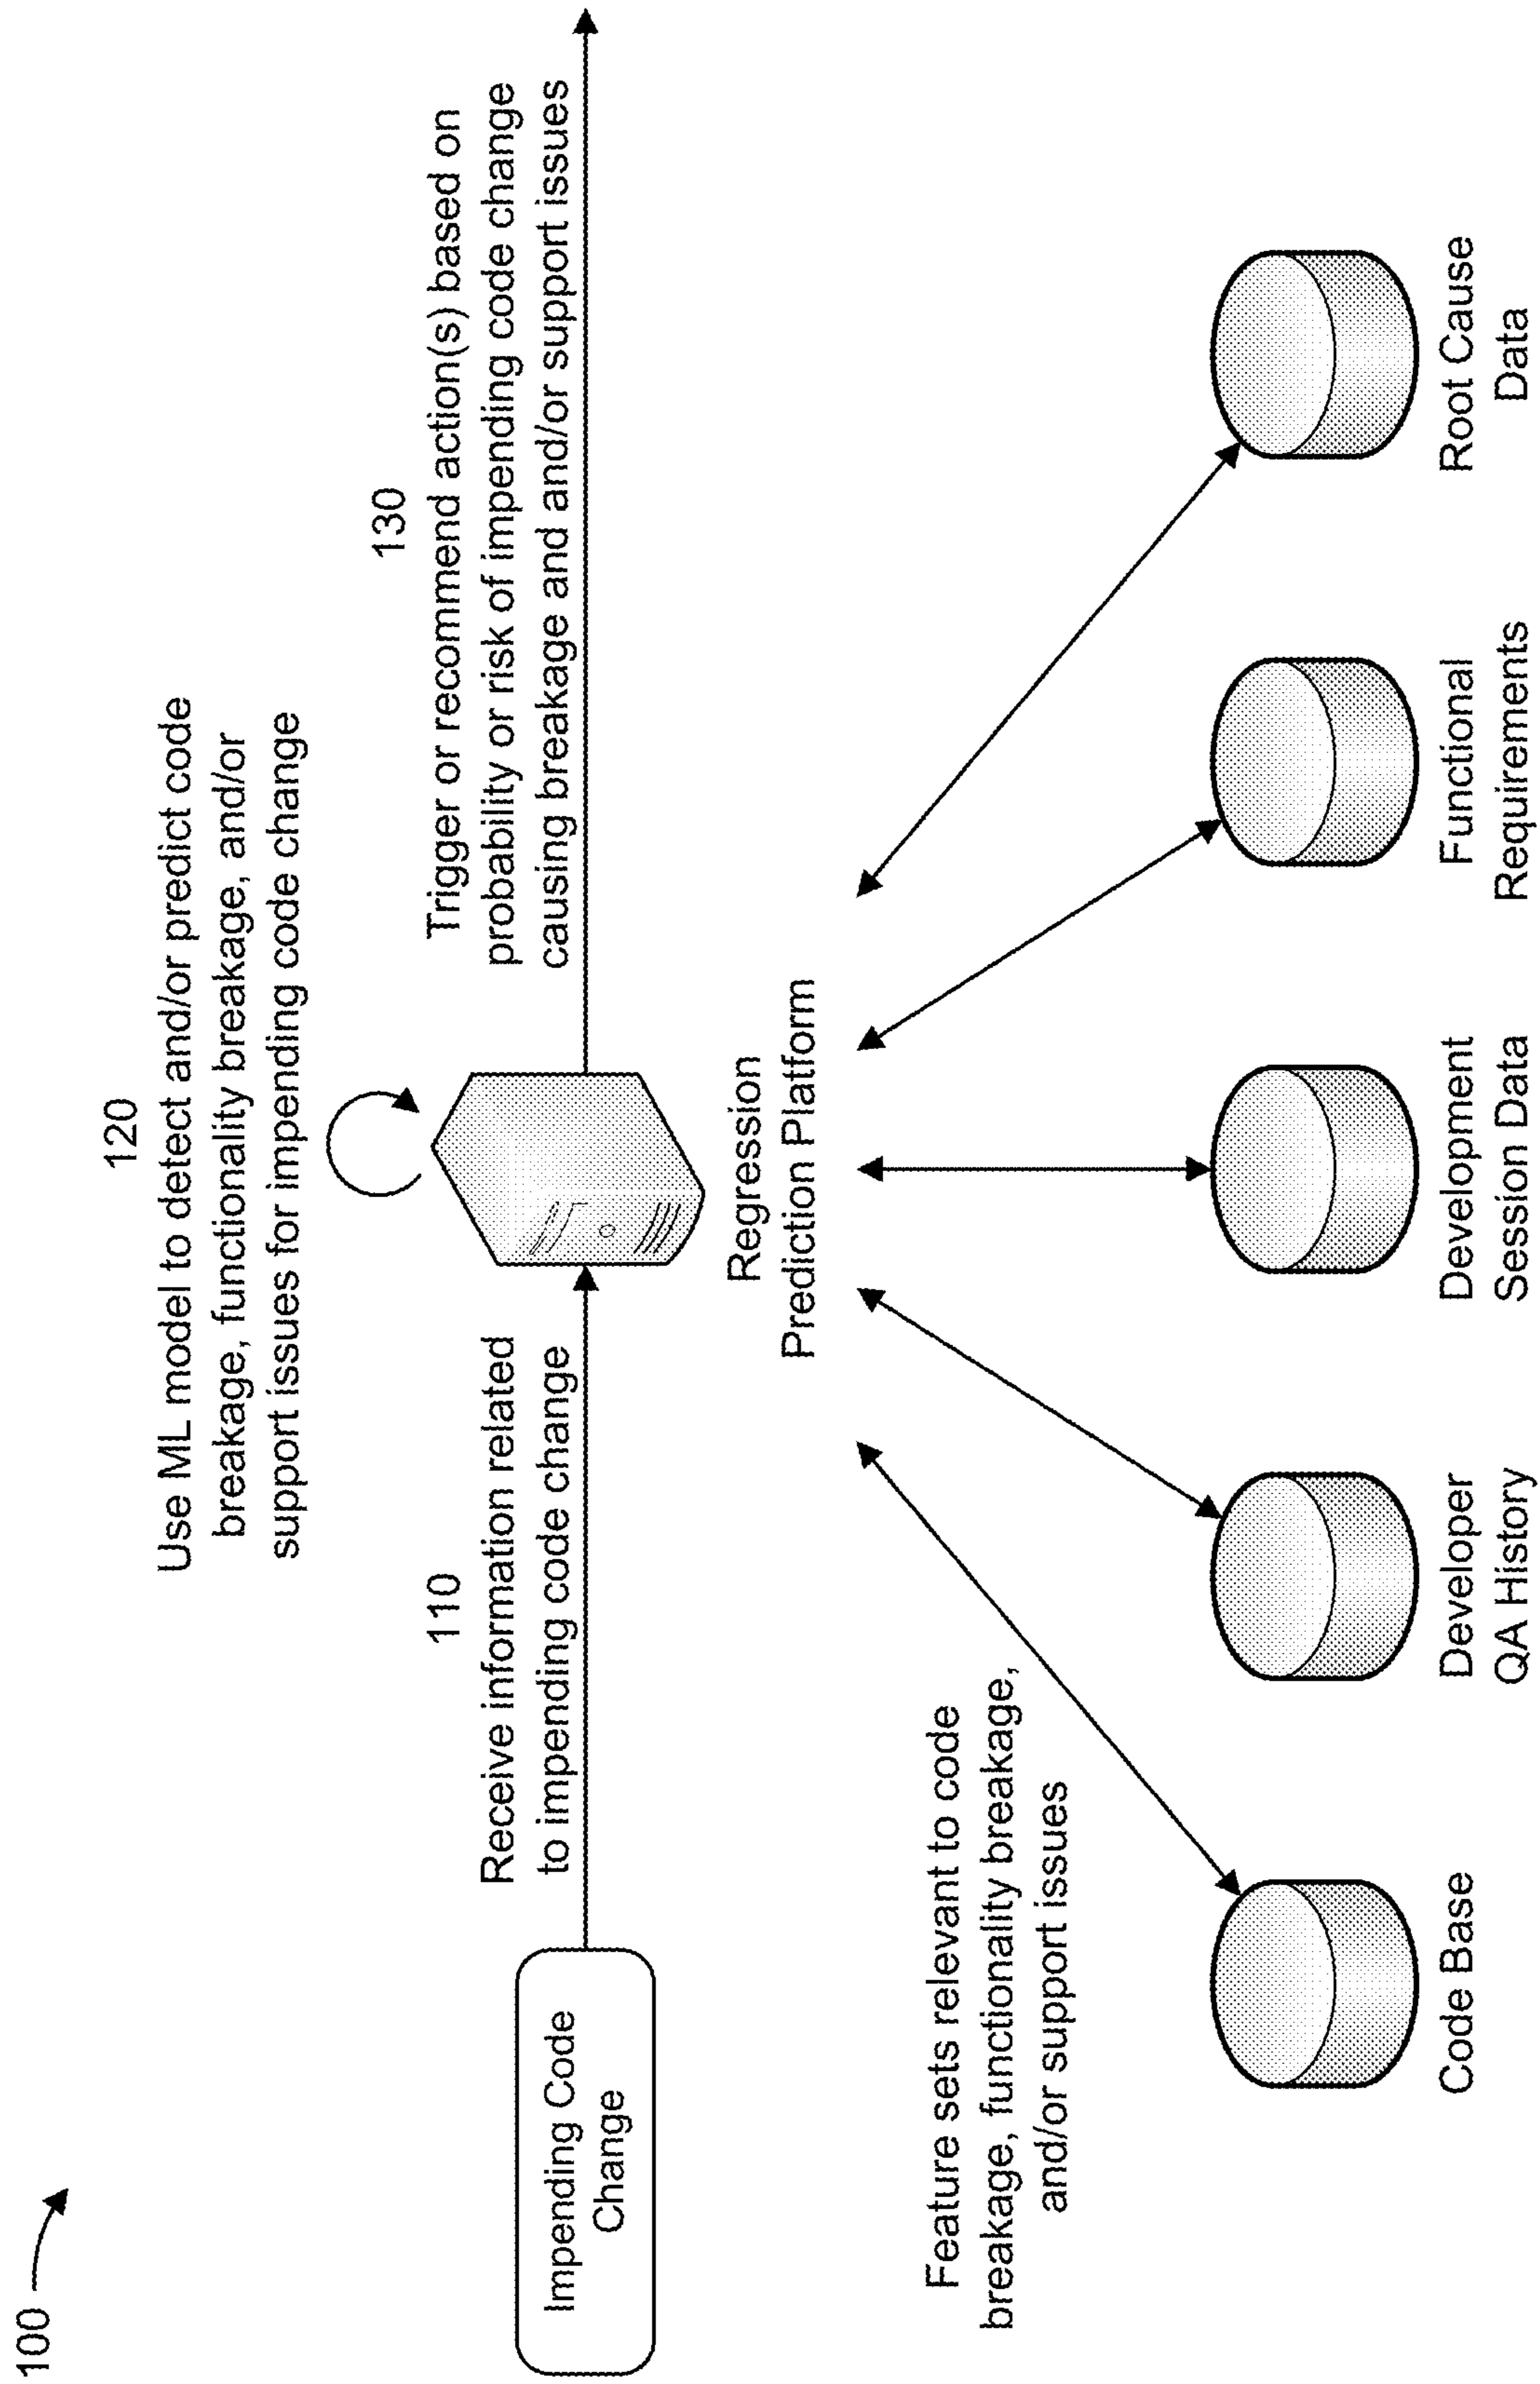 100
120
Use ML model to detect and/or predict code
breakage, functionality breakage, and/or
support issues for impending code change
130
Trigger or recommend action(s) based on
probability or risk of impending code change
causing breakage and and/or support issues
110
Receive information related
to impending code change
Impending Code
Change
Regression
Prediction Platform
Feature sets relevant to code
breakage, functionality breakage,
and/or support issues
Code Base
Developer
QA History
Development
Session Data
Functional
Requirements
Root Cause
Data